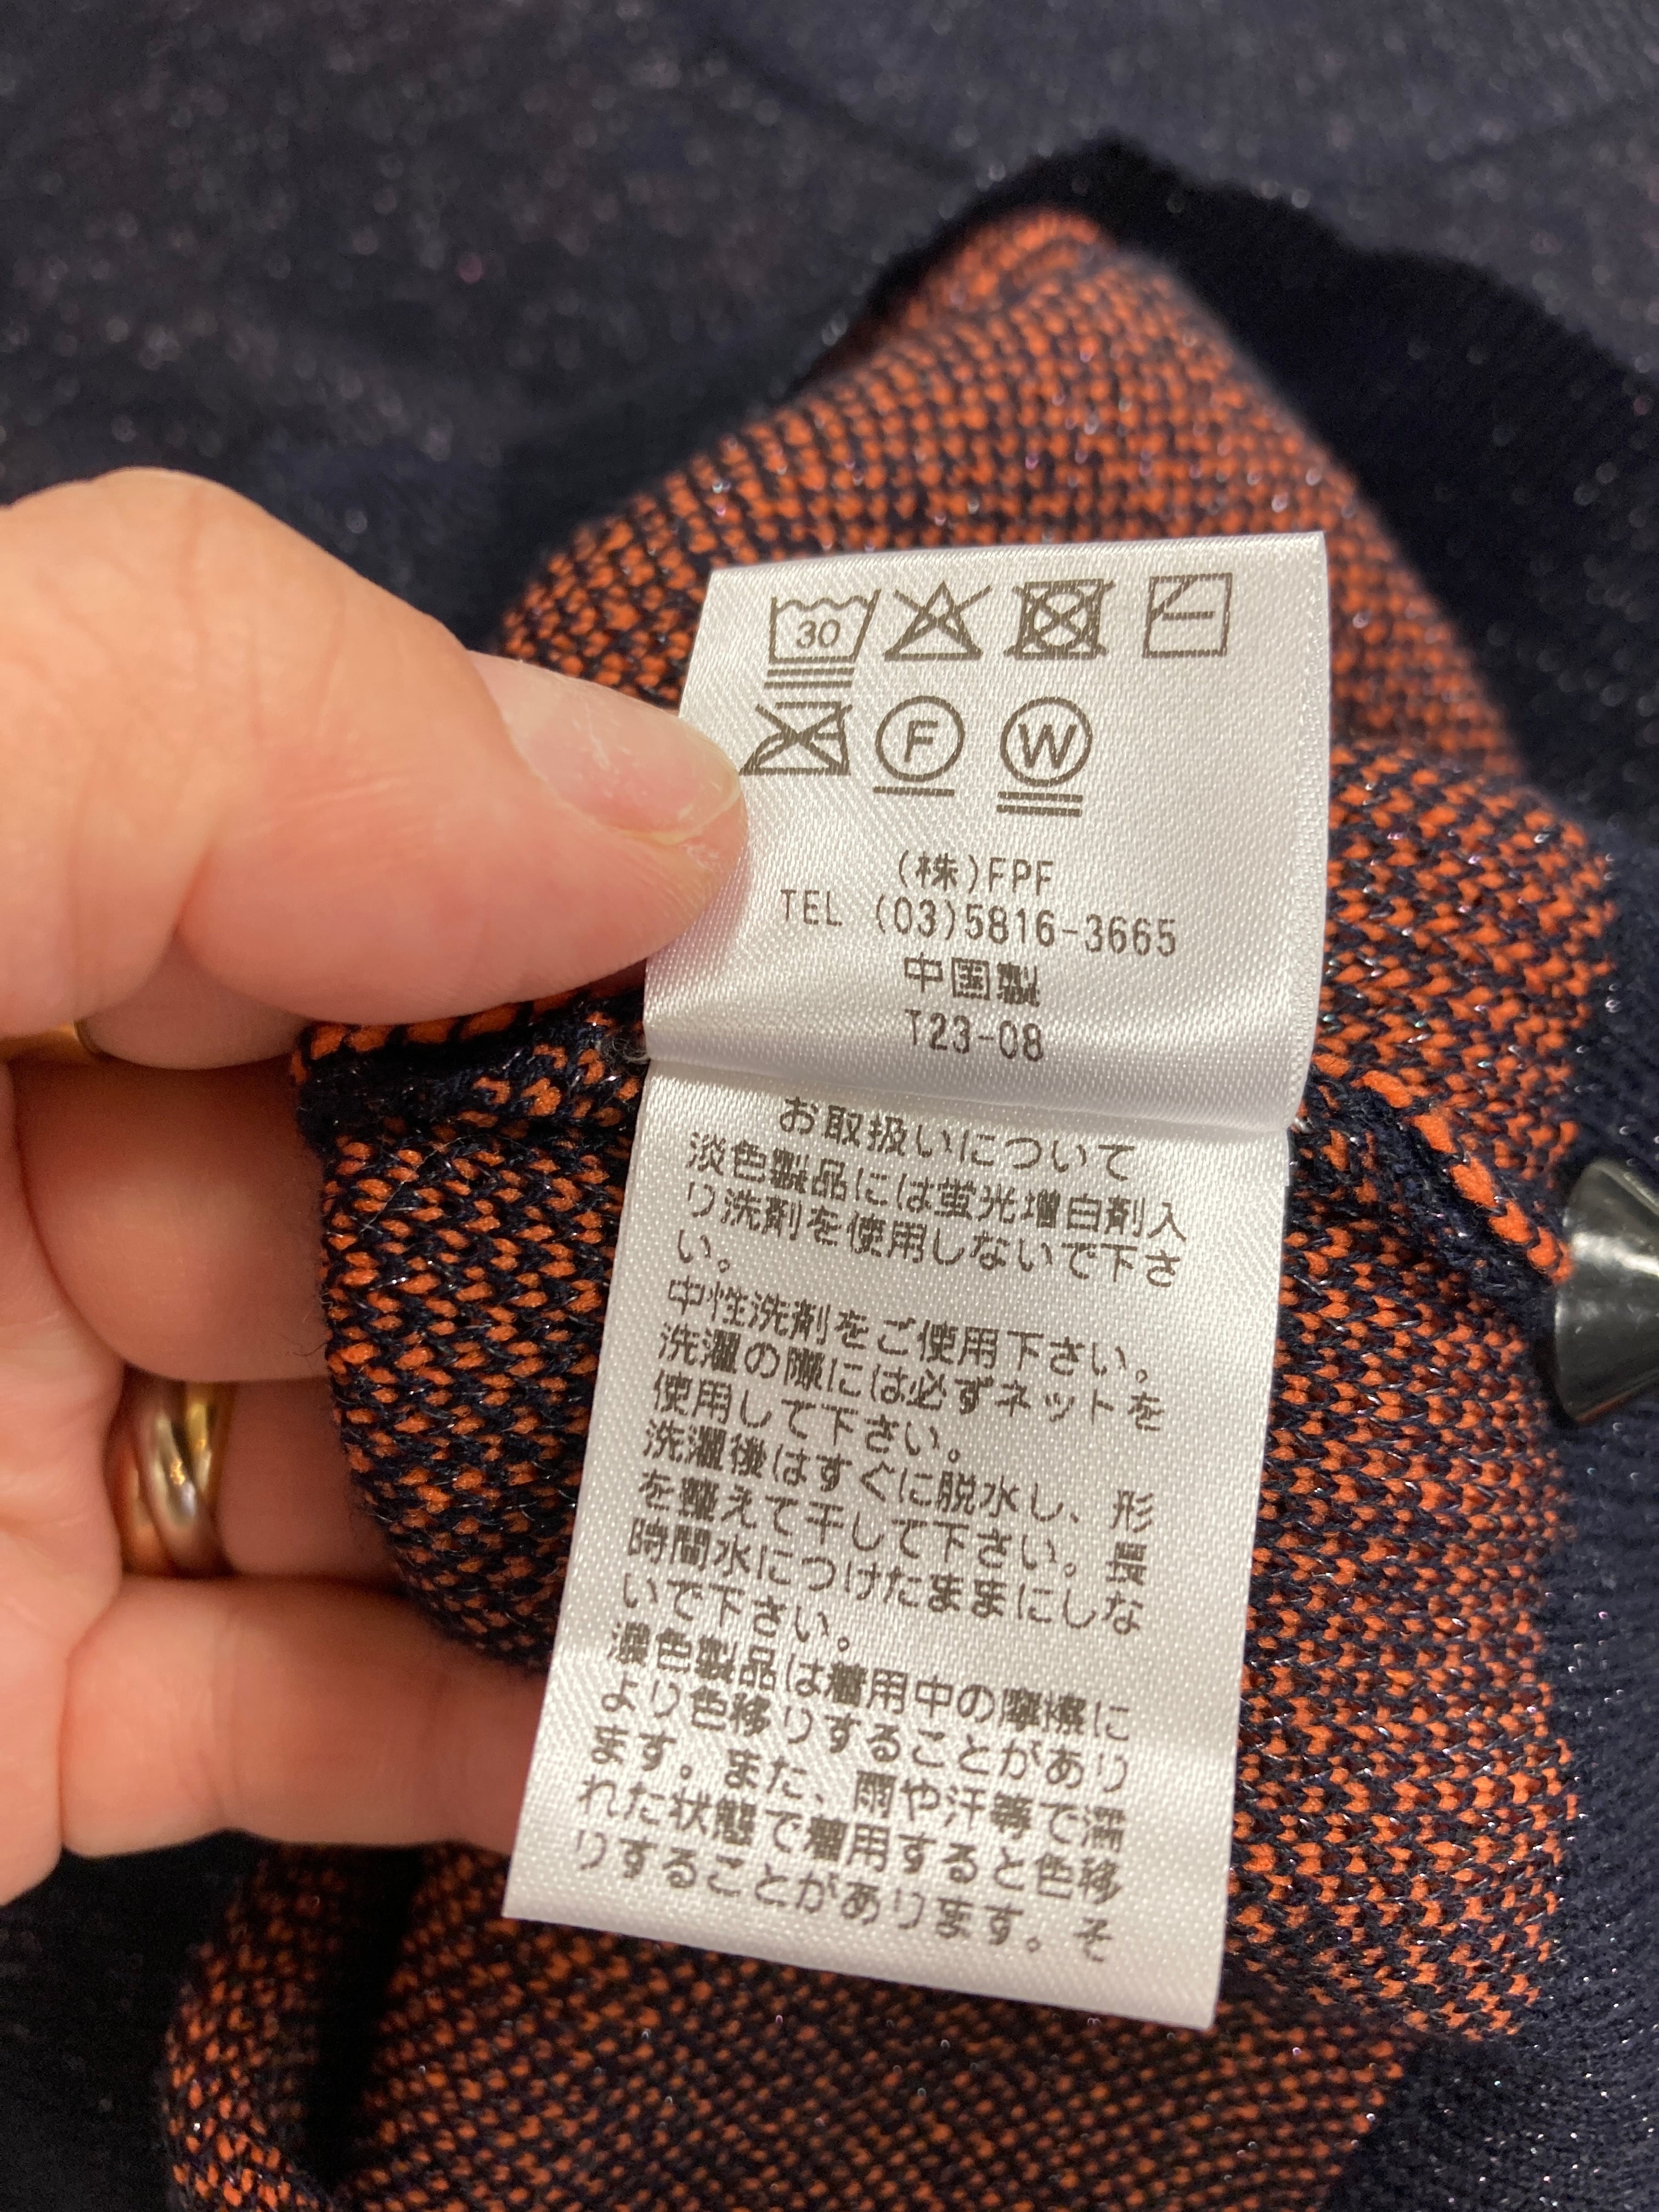 30
F W
(株)FPF
TEL (03)5816-3665
中国製
T23-08
お取扱いについて
淡色製品には蛍光増白剤入
り洗剤を使用しないで下さ
い。
中性洗剤をご使用下さい。
洗濯の際には必ずネットを
使用して下さい。
洗濯後はすぐに脱水し、形
を整えて干して下さい。長
時間水につけたままにしな
いで下さい。
濃色製品は着用中の摩擦に
より色移りすることがあり
ます。また、雨や汗等で濡
れた状態で着用すると色移
りすることがあります。そ